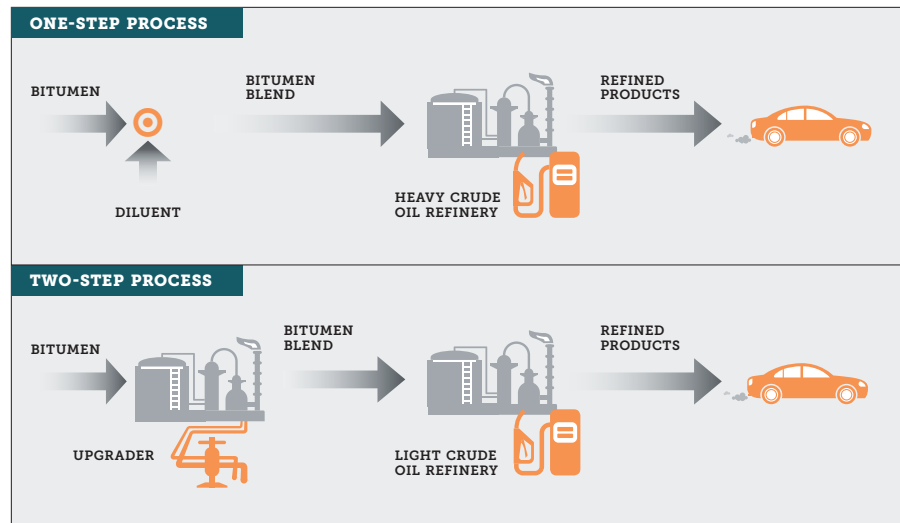 ONE-STEP PROCESS
BITUMEN
BITUMEN
BLEND
REFINED
PRODUCTS
DILUENT
HEAVY CRUDE
OIL REFINERY
TWO-STEP PROCESS
BITUMEN
BITUMEN
BLEND
REFINED
PRODUCTS
UPGRADER
LIGHT CRUDE
OIL REFINERY